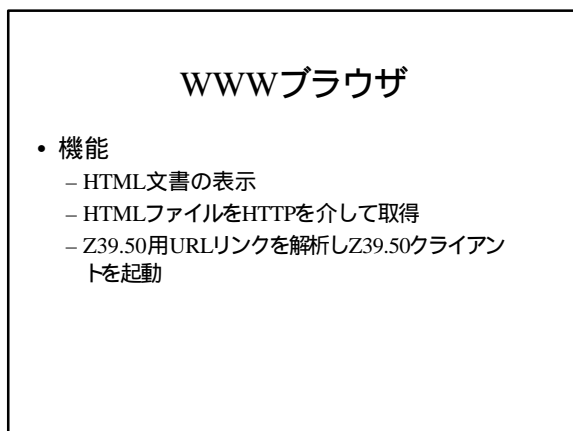 WWWブラウザ
• 機能
– HTML文書の表示
– HTMLファイルをHTTPを介して取得
– Z39.50用URLリンクを解析しZ39.50クライアン
トを起動